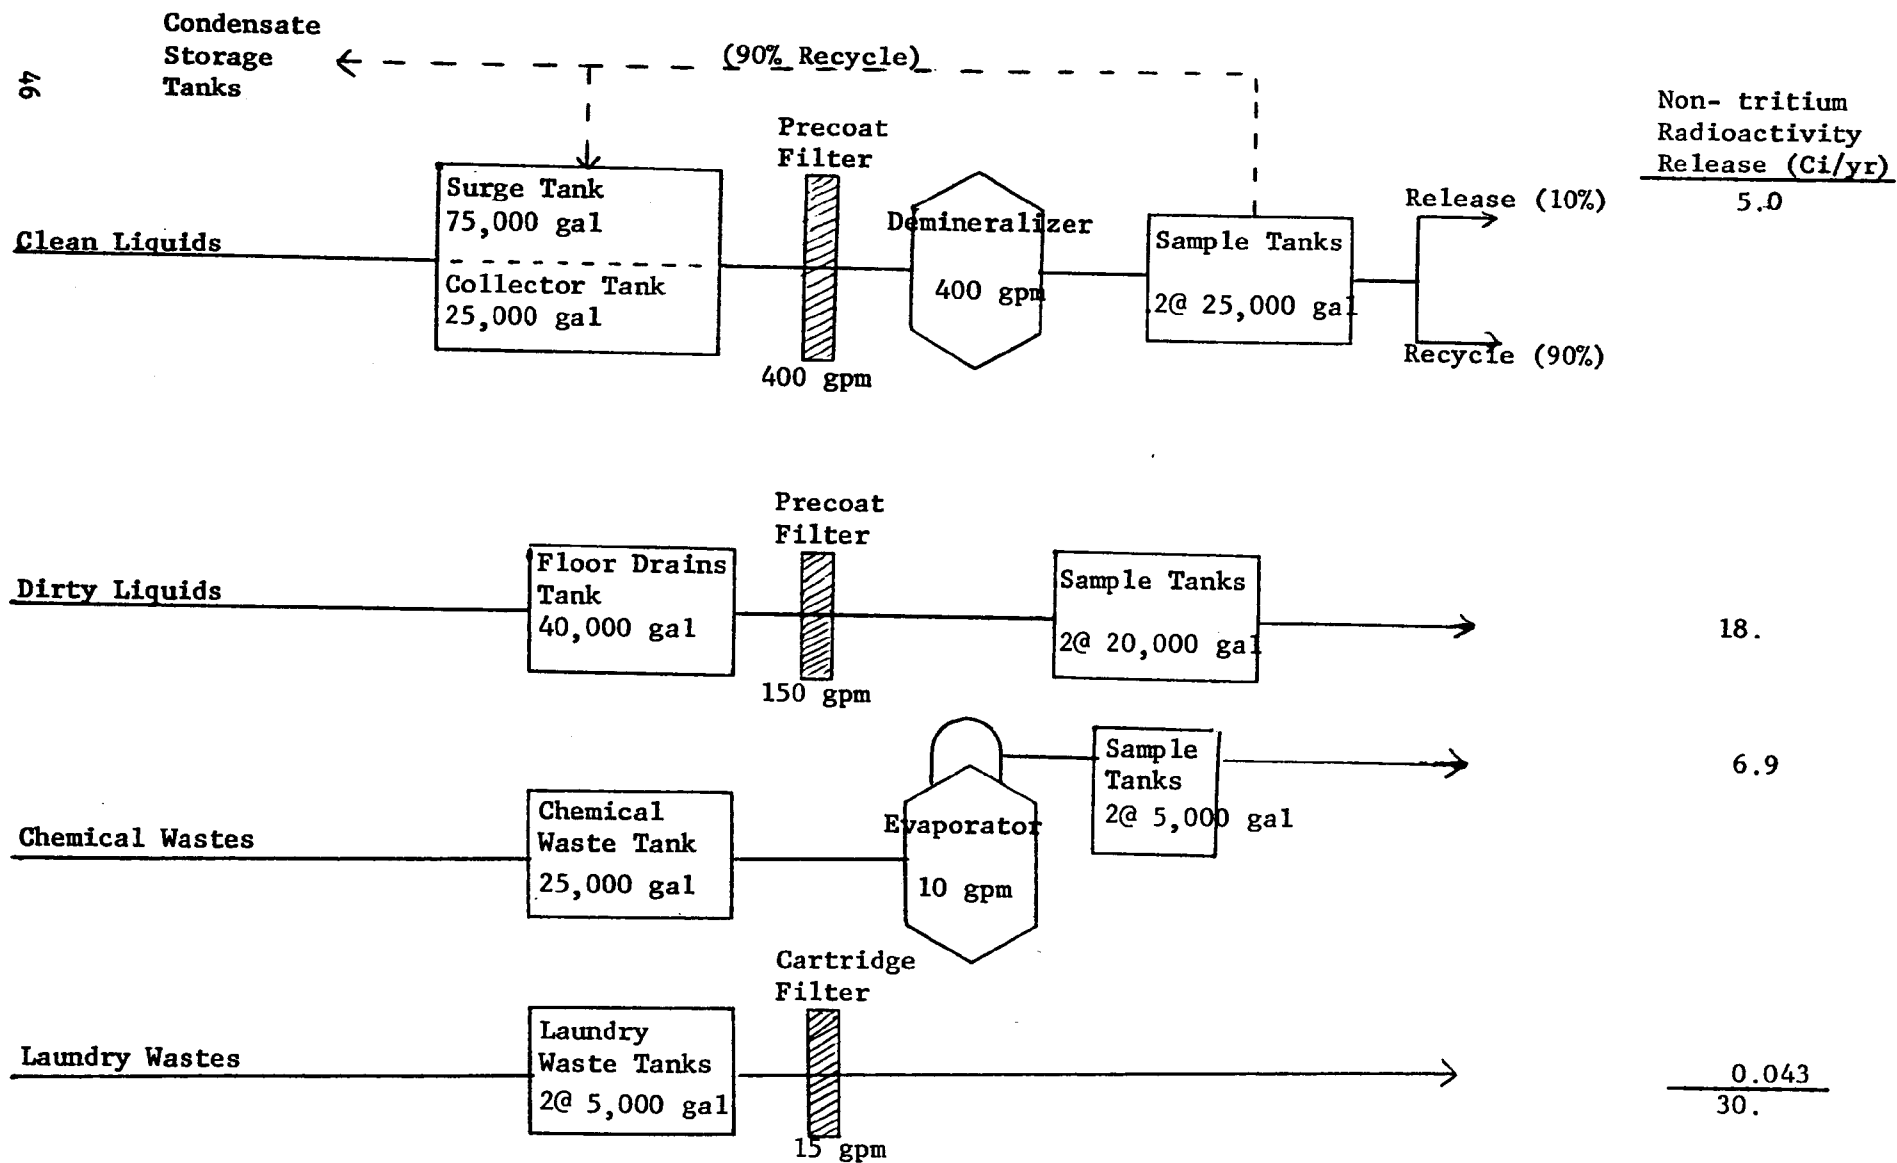 46
Condensate
Storage
Tanks
(90% Recycle)
Non- tritium
Radioactivity
Release (Ci/yr)
Clean Liquids
Surge Tank
75,000 gal
Collector Tank
25,000 gal
Precoat
Filter
400 gpm
Demineralizer
400 gpm
Sample Tanks
2@ 25,000 gal
Release (10%)
Recycle (90%)
5.0
Dirty Liquids
Floor Drains
Tank
40,000 gal
Precoat
Filter
150 gpm
Sample Tanks
2@ 20,000 gal
18.
Chemical Wastes
Chemical
Waste Tank
25,000 gal
Evaporator
10 gpm
Sample
Tanks
2@ 5,000 gal
6.9
Laundry Wastes
Laundry
Waste Tanks
2@ 5,000 gal
Cartridge
Filter
15 gpm
0.043
30.